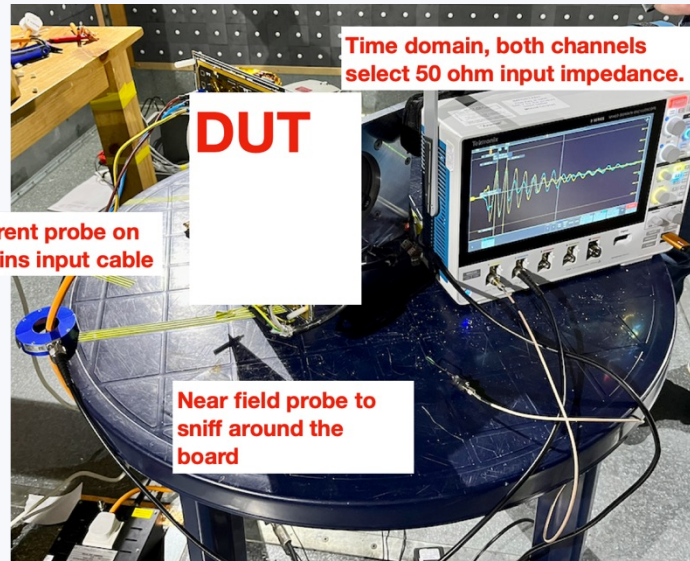 Time domain, both channels
select 50 ohm input impedance.
DUT
rent probe on
ins input cable
Near field probe to
sniff around the
board
Tektronix